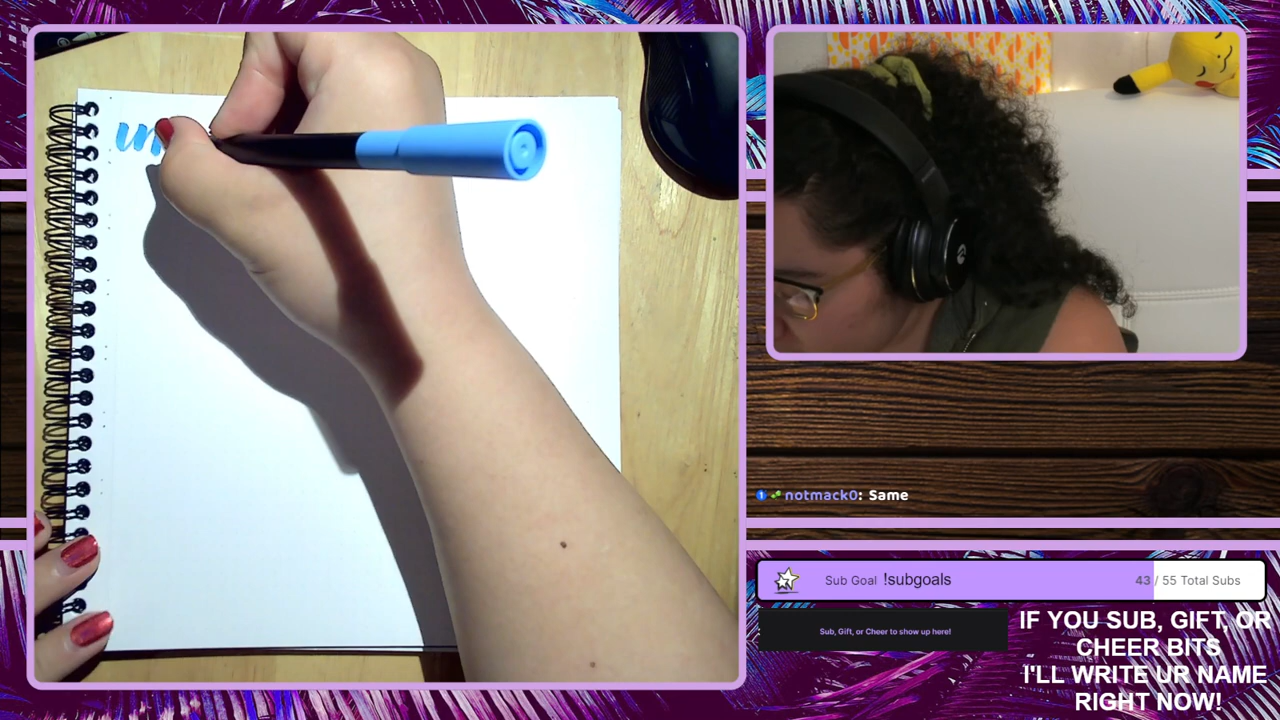 notmack0: Same
Sub Goal !subgoals
43 / 55 Total Subs
Sub, Gift, or Cheer to show up here!
IF YOU SUB, GIFT, OR
CHEER BITS
I'LL WRITE UR NAME
RIGHT NOW!